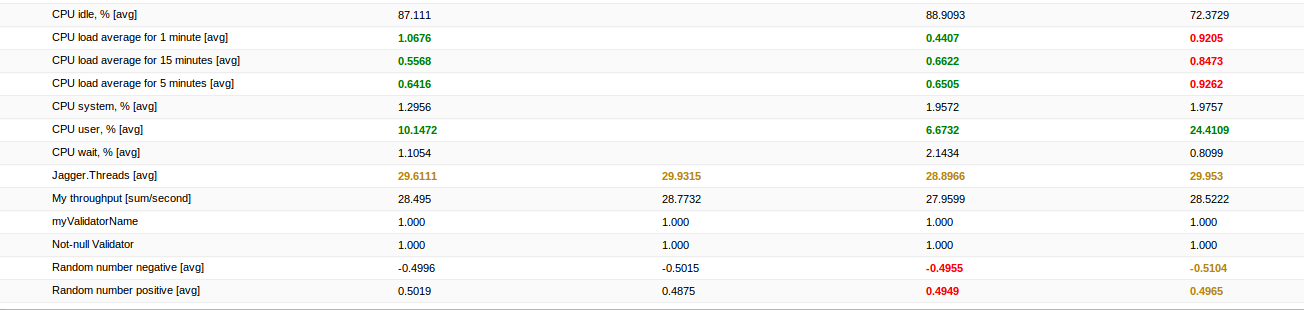 CPU idle, % [avg] 87.111 88.9093 72.3729
CPU load average for 1 minute [avg] 1.0676 0.4407 0.9205
CPU load average for 15 minutes [avg] 0.5568 0.6622 0.8473
CPU load average for 5 minutes [avg] 0.6416 0.6505 0.9262
CPU system, % [avg] 1.2956 1.9572 1.9757
CPU user, % [avg] 10.1472 6.6732 24.4109
CPU wait, % [avg] 1.1054 2.1434 0.8099
Jagger.Threads [avg] 29.6111 29.9315 28.8966 29.953
My throughput [sum/second] 28.495 28.7732 27.9599 28.5222
myValidatorName 1.000 1.000 1.000 1.000
Not-null Validator 1.000 1.000 1.000 1.000
Random number negative [avg] -0.4996 -0.5015 -0.4955 -0.5104
Random number positive [avg] 0.5019 0.4875 0.4949 0.4965